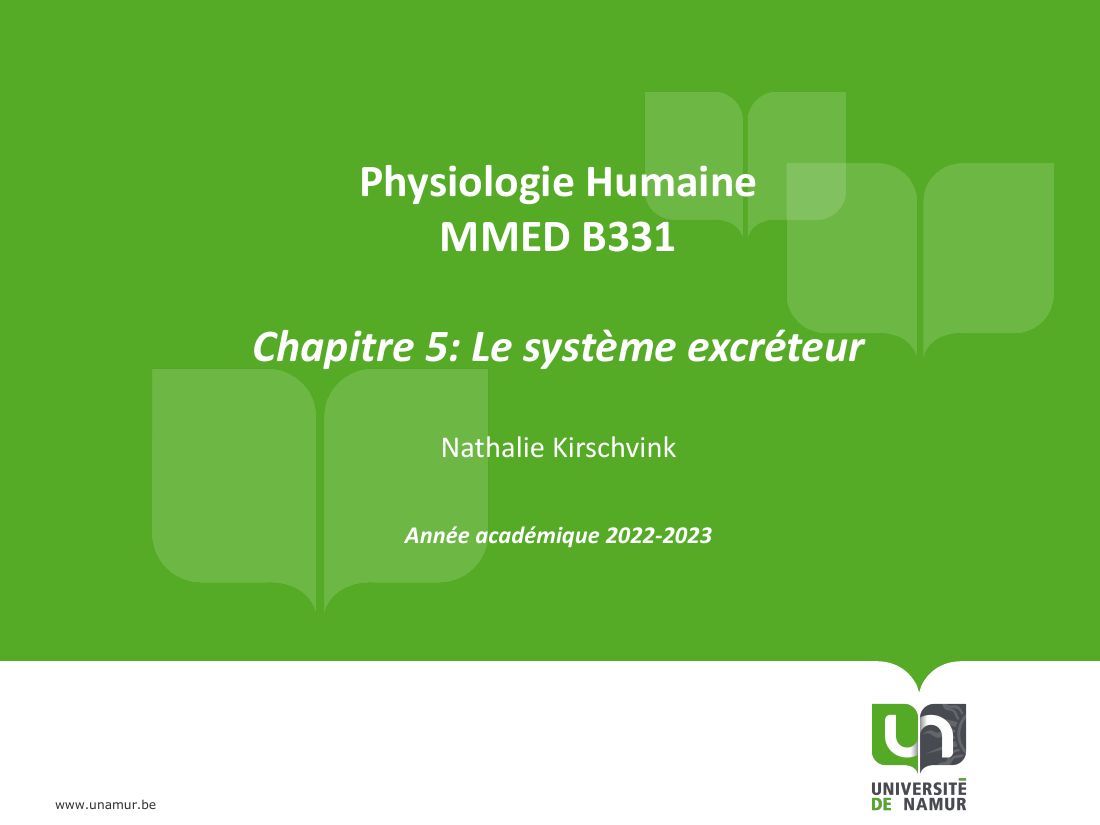 Physiologie Humaine
MMED B331
Chapitre 5: Le système excréteur
Nathalie Kirschvink
Année académique 2022-2023
un
UNIVERSITÉ
DE NAMUR
www.unamur.be